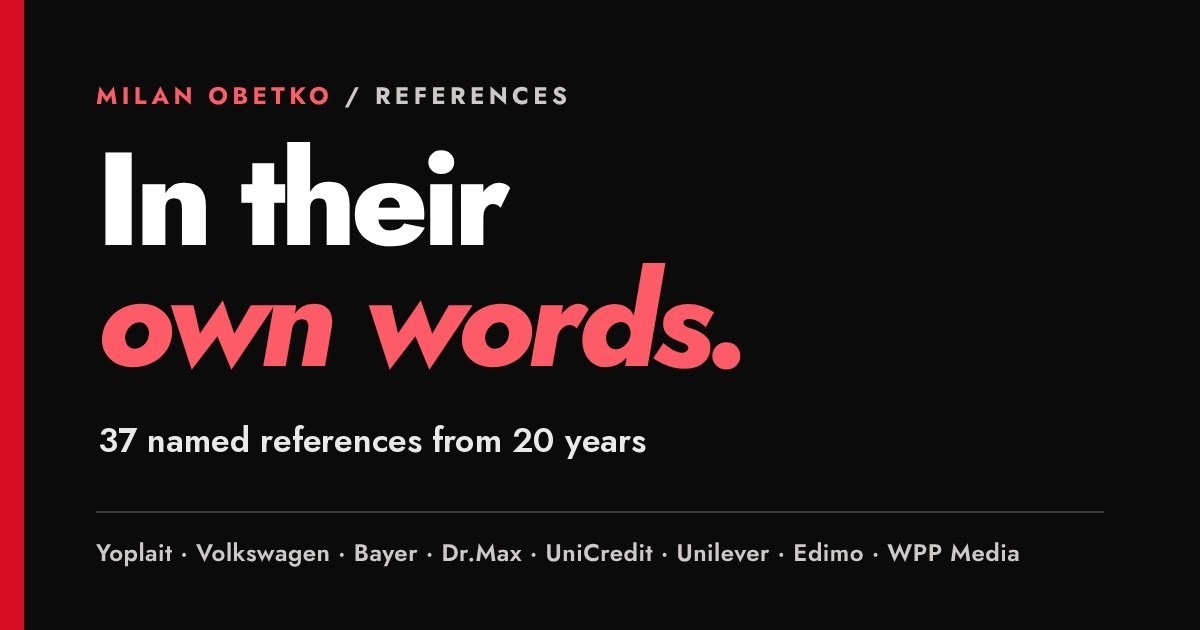 MILAN OBETKO / REFERENCES
In their
own words.
37 named references from 20 years
Yoplait · Volkswagen · Bayer · Dr.Max · UniCredit · Unilever · Edimo · WPP Media